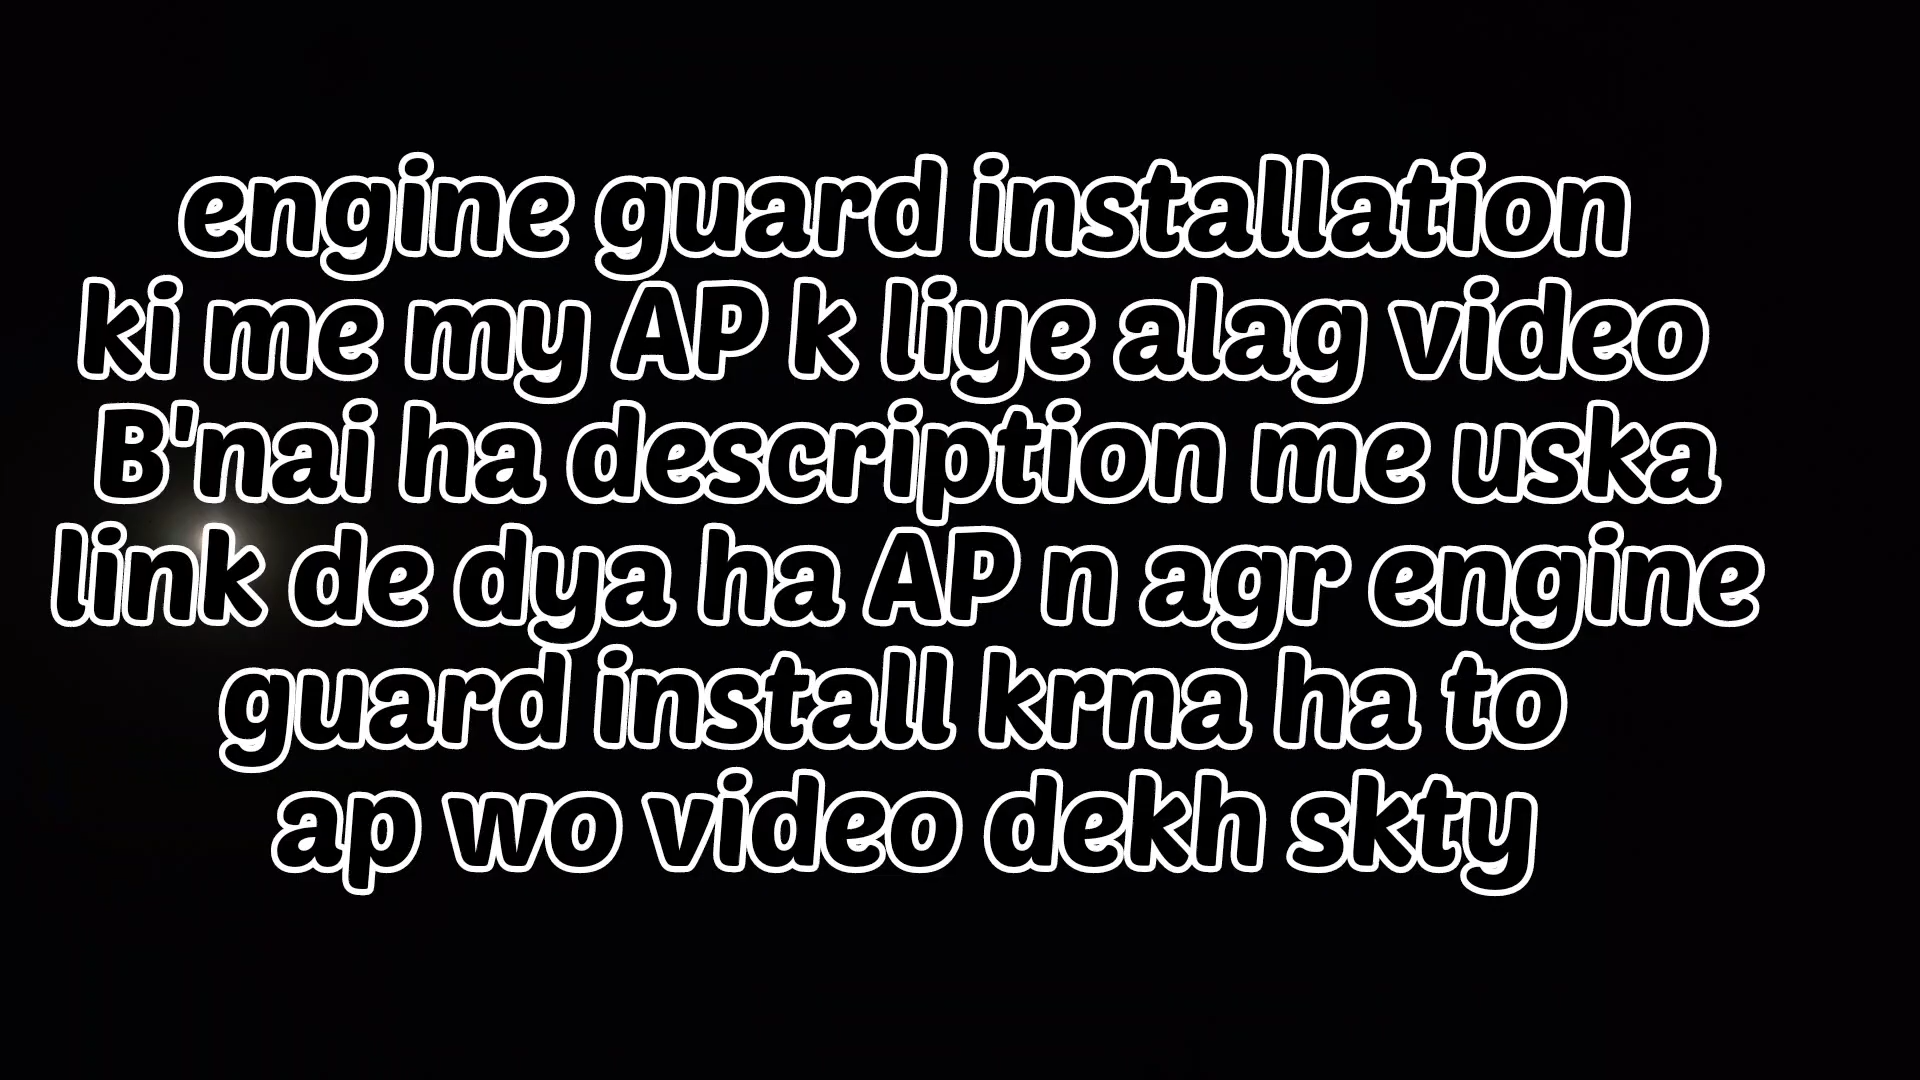 engine guard installation
ki me my AP k liye alag video
B'nai ha description me uska
link de dya ha AP n agr engine
guard install krna ha to
ap wo video dekh skty